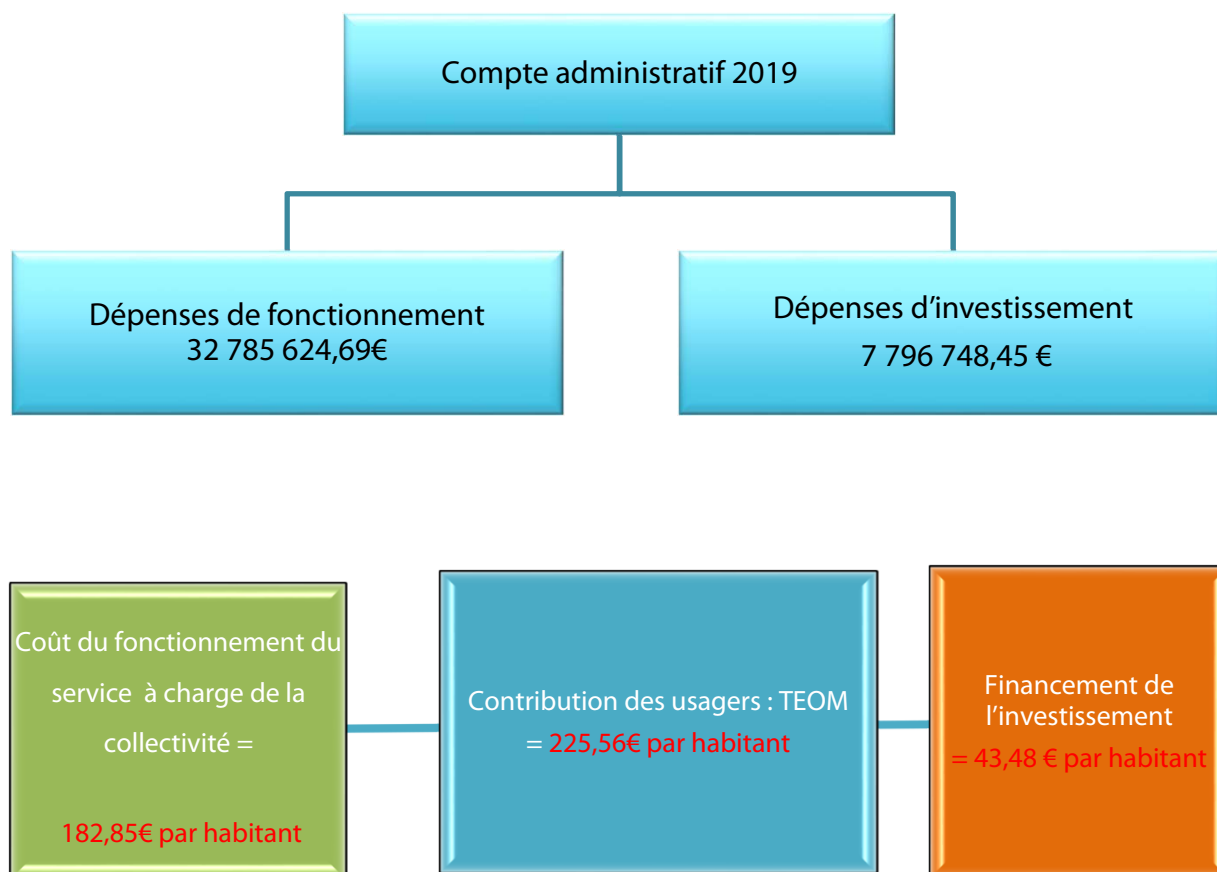 Compte administratif 2019
Dépenses de fonctionnement
32 785 624,69€
Dépenses d’investissement
7 796 748,45 €
Coût du fonctionnement du
service à charge de la
collectivité =
182,85€ par habitant
Contribution des usagers : TEOM
= 225,56€ par habitant
Financement de
l’investissement
= 43,48 € par habitant